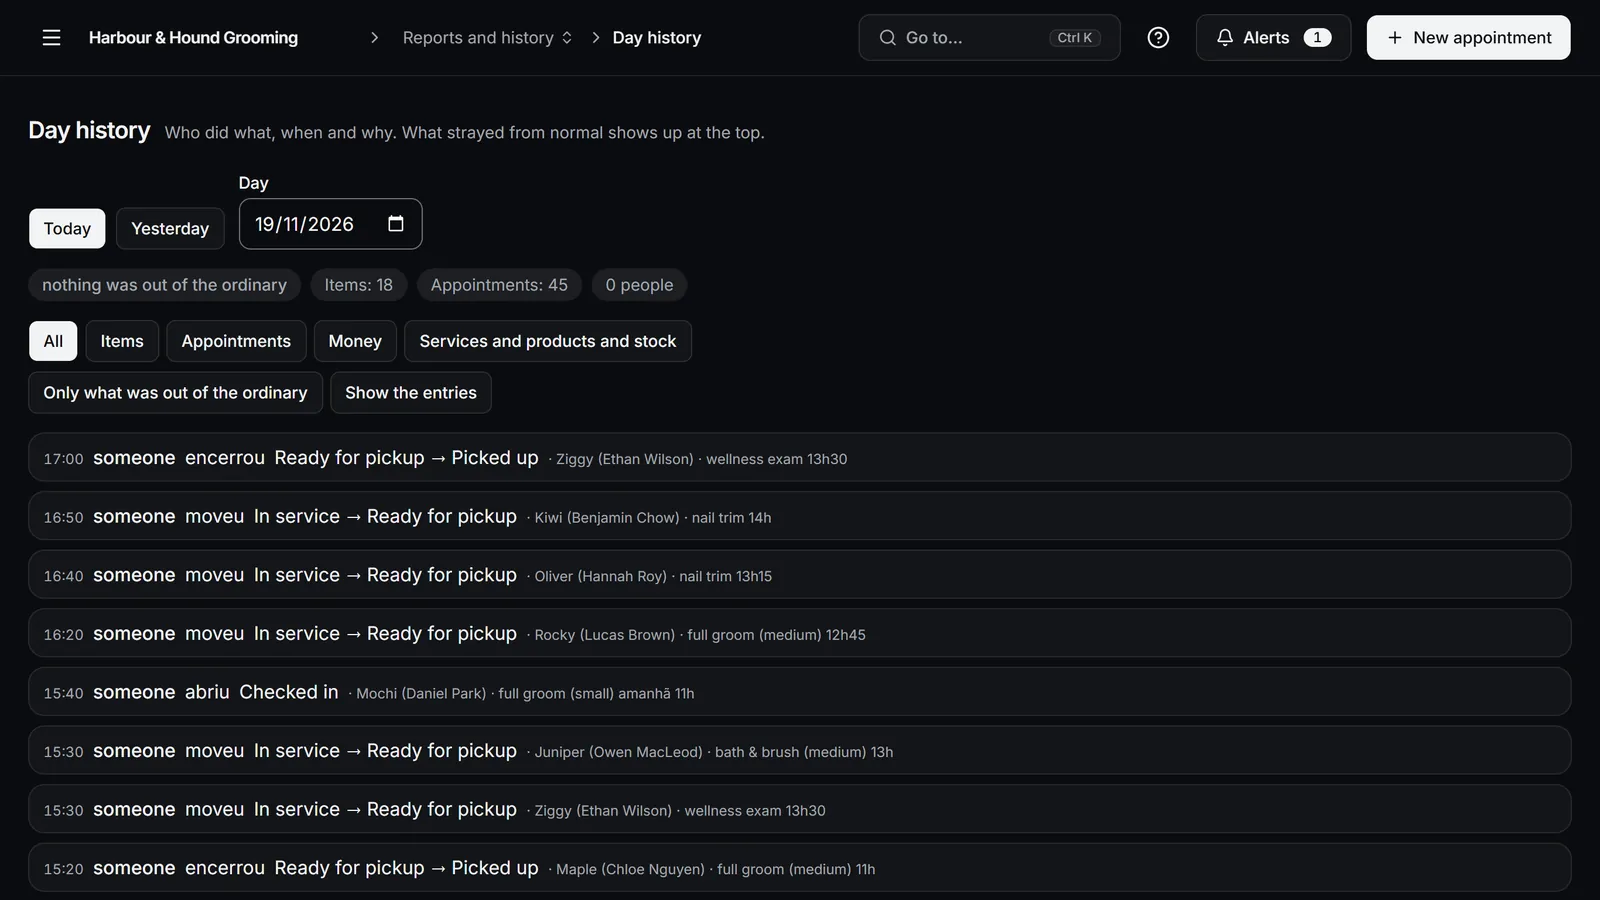 Harbour & Hound Grooming
Reports and history
Day history
Go to...
Ctrl K
Alerts 1
New appointment
Day history
Who did what, when and why. What strayed from normal shows up at the top.
Day
Today
Yesterday
19/11/2026
nothing was out of the ordinary
Items: 18
Appointments: 45
0 people
All
Items
Appointments
Money
Services and products and stock
Only what was out of the ordinary
Show the entries
17:00 someone encerrou Ready for pickup → Picked up · Ziggy (Ethan Wilson) · wellness exam 13h30
16:50 someone moveu In service → Ready for pickup · Kiwi (Benjamin Chow) · nail trim 14h
16:40 someone moveu In service → Ready for pickup · Oliver (Hannah Roy) · nail trim 13h15
16:20 someone moveu In service → Ready for pickup · Rocky (Lucas Brown) · full groom (medium) 12h45
15:40 someone abriu Checked in · Mochi (Daniel Park) · full groom (small) amanhã 11h
15:30 someone moveu In service → Ready for pickup · Juniper (Owen MacLeod) · bath & brush (medium) 13h
15:30 someone moveu In service → Ready for pickup · Ziggy (Ethan Wilson) · wellness exam 13h30
15:20 someone encerrou Ready for pickup → Picked up · Maple (Chloe Nguyen) · full groom (medium) 11h